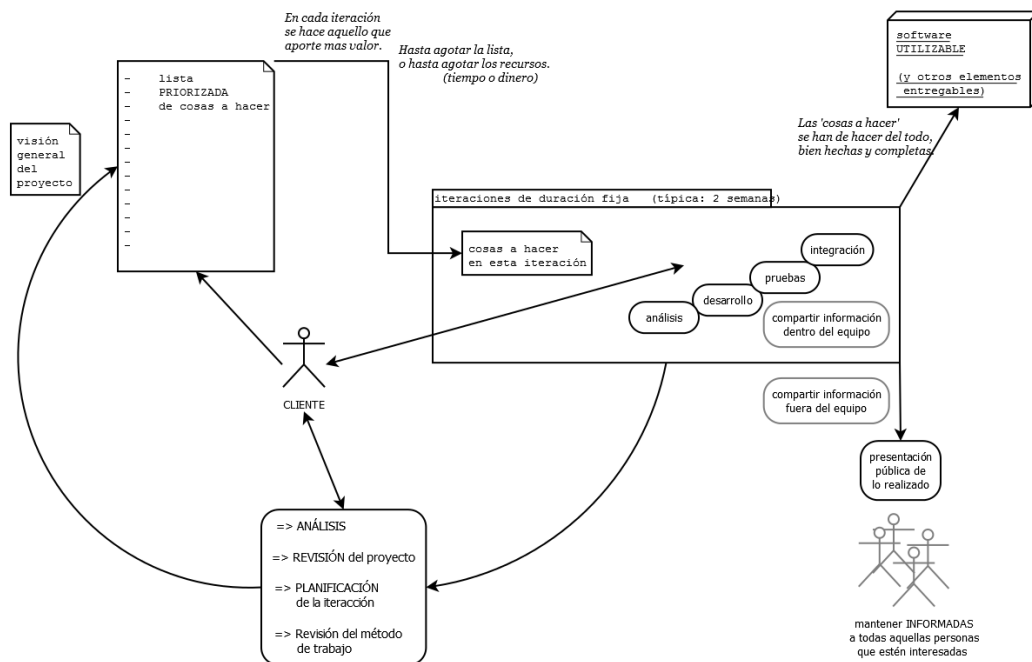 En cada iteración
se hace aquello que
aporte mas valor.
Hasta agotar la lista,
o hasta agotar los recursos.
(tiempo o dinero)
software
UTILIZABLE
(y otros elementos
entregables)
- lista
- PRIORIZADA
- de cosas a hacer
-
-
-
-
-
-
-
-
-
-
visión
general
del
proyecto
Las 'cosas a hacer'
se han de hacer del todo,
bien hechas y completas.
iteraciones de duración fija (típica: 2 semanas)
cosas a hacer
en esta iteración
integración
pruebas
desarrollo
análisis
compartir información
dentro del equipo
CLIENTE
compartir información
fuera del equipo
presentación
pública de
lo realizado
=> ANÁLISIS
=> REVISIÓN del proyecto
=> PLANIFICACIÓN
de la iteracción
=> Revisión del método
de trabajo
mantener INFORMADAS
a todas aquellas personas
que estén interesadas